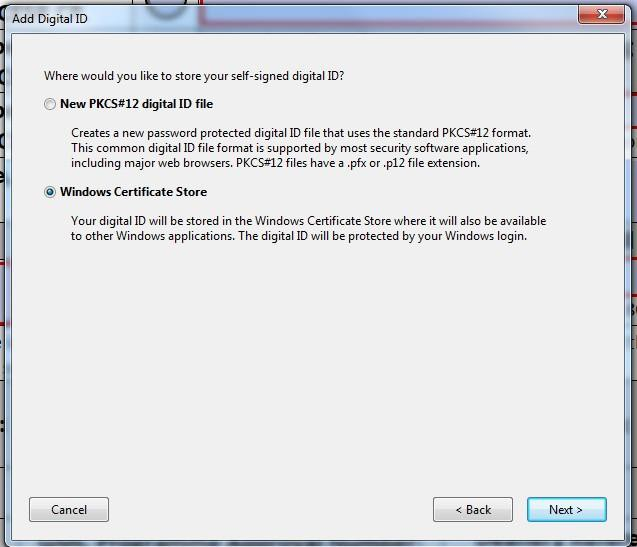 Add Digital ID
Where would you like to store your self-signed digital ID?
New PKCS#12 digital ID file
Creates a new password protected digital ID file that uses the standard PKCS#12 format.
This common digital ID file format is supported by most security software applications,
including major web browsers. PKCS#12 files have a .pfx or .p12 file extension.
Windows Certificate Store
Your digital ID will be stored in the Windows Certificate Store where it will also be available
to other Windows applications. The digital ID will be protected by your Windows login.
Cancel
< Back
Next >